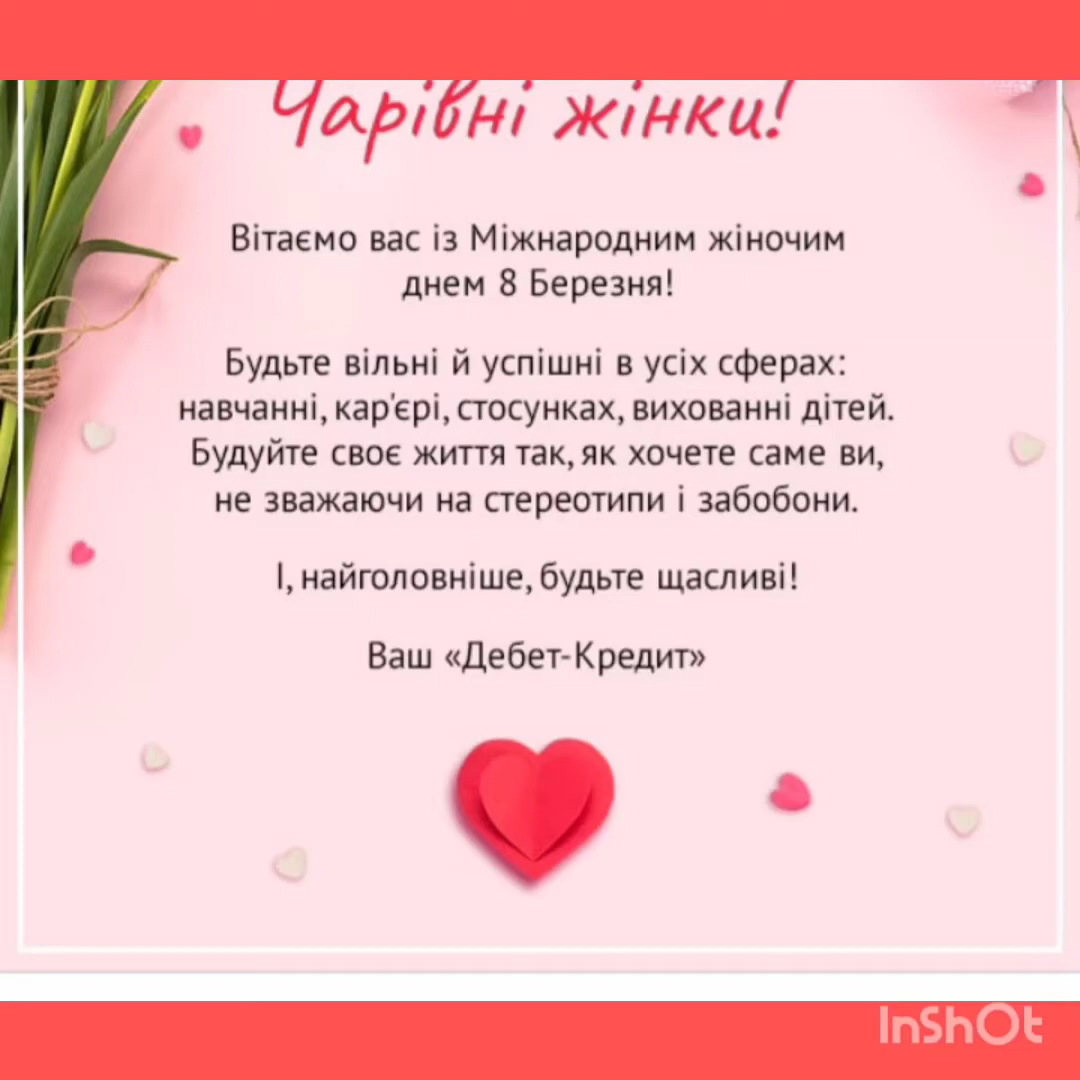 Чарівні жінки!
Вітаємо вас із Міжнародним жіночим
днем 8 Березня!
Будьте вільні й успішні в усіх сферах:
навчанні, кар'єрі, стосунках, вихованні дітей.
Будуйте своє життя так, як хочете саме ви,
не зважаючи на стереотипи і забобони.
І, найголовніше, будьте щасливі!
Ваш «Дебет-Кредит»
InShOt